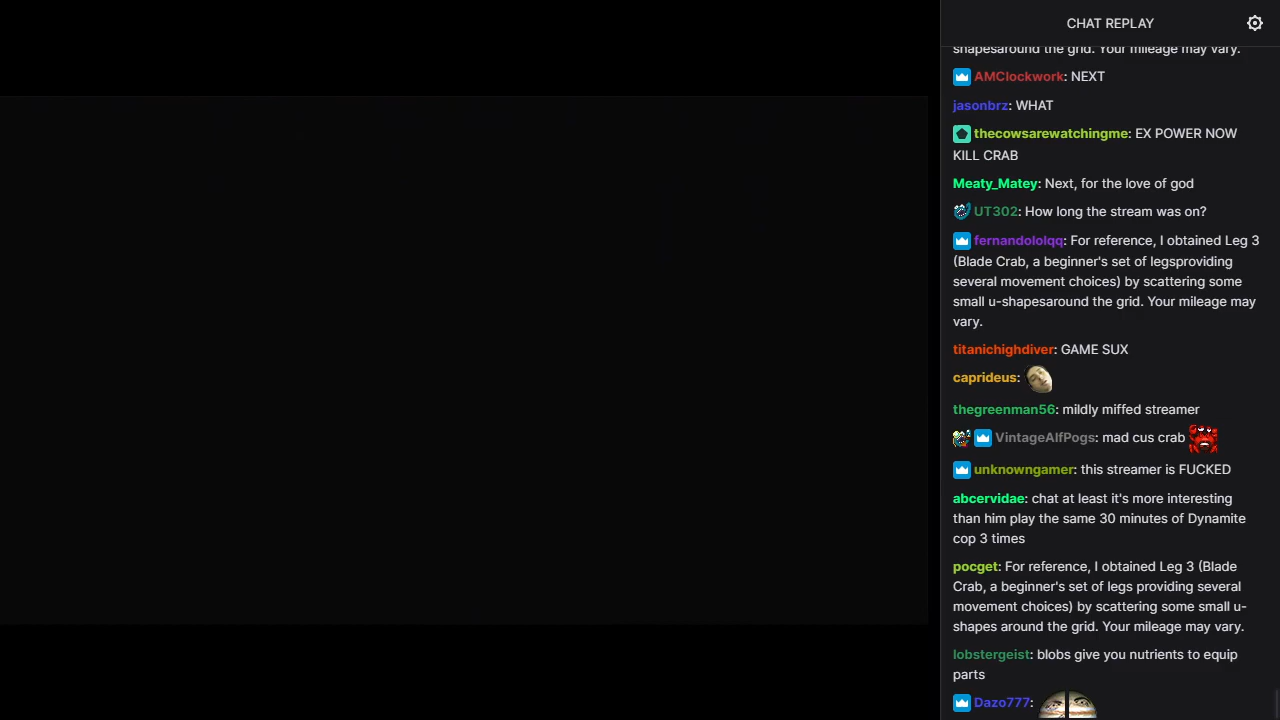 CHAT REPLAY
shapesaround the grid. Your mileage may vary.
AMClockwork: NEXT
jasonbrz: WHAT
thecowsarewatchingme: EX POWER NOW
KILL CRAB
Meaty_Matey: Next, for the love of god
UT302: How long the stream was on?
fernandololqq: For reference, I obtained Leg 3
(Blade Crab, a beginner's set of legsproviding
several movement choices) by scattering some
small u-shapesaround the grid. Your mileage may
vary.
titanichighdiver: GAME SUX
caprideus:
thegreenman56: mildly miffed streamer
VintageAlfPogs: mad cus crab
unknowngamer: this streamer is FUCKED
abcervidae: chat at least it's more interesting
than him play the same 30 minutes of Dynamite
cop 3 times
pocget: For reference, I obtained Leg 3 (Blade
Crab, a beginner's set of legs providing several
movement choices) by scattering some small u-
shapes around the grid. Your mileage may vary.
lobstergeist: blobs give you nutrients to equip
parts
Dazo777: